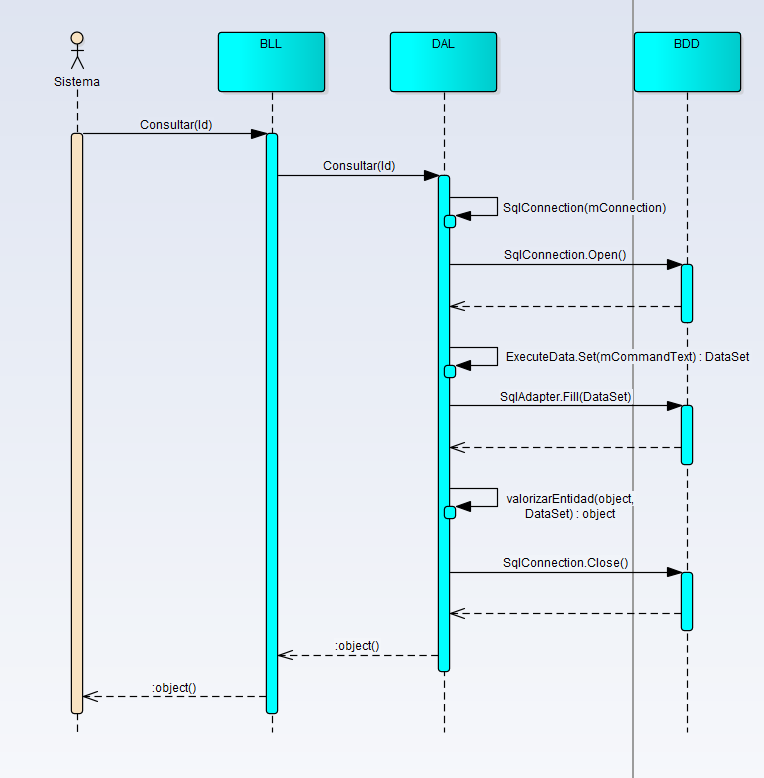 BLL
DAL
BDD
Sistema
Consultar(Id)
Consultar(Id)
SqlConnection(mConnection)
SqlConnection.Open()
ExecuteData.Set(mCommandText) : DataSet
SqlAdapter.Fill(DataSet)
valorizarEntidad(object,
DataSet) : object
SqlConnection.Close()
:object()
:object()